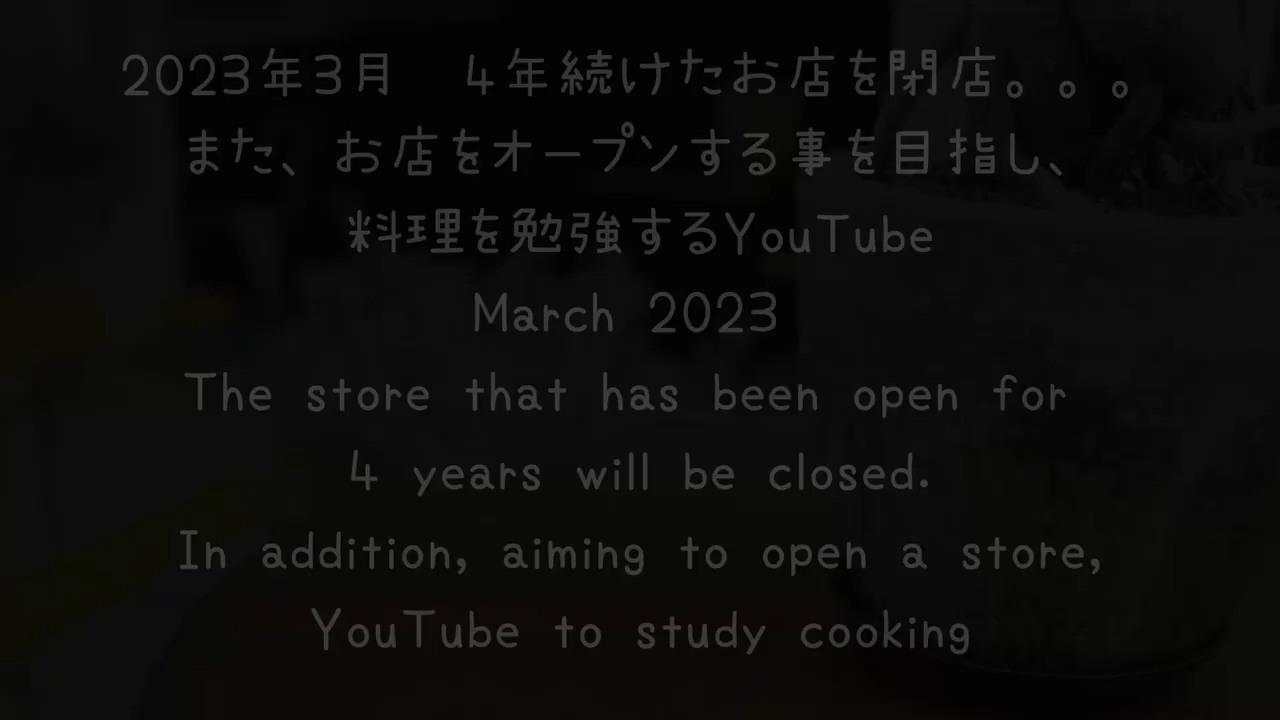 2023年3月　4年続けたお店を閉店。。。
また、お店をオープンする事を目指し、
料理を勉強するYouTube
March 2023
The store that has been open for
4 years will be closed.
In addition, aiming to open a store,
YouTube to study cooking